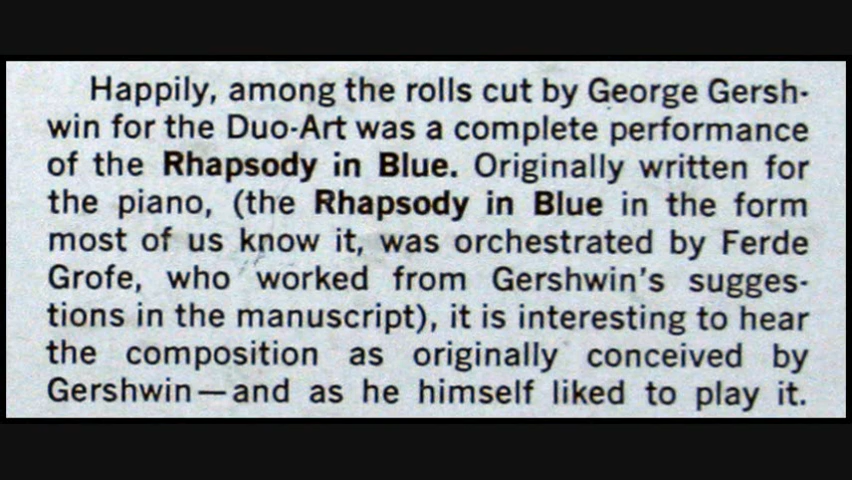 Happily, among the rolls cut by George Gersh-
win for the Duo-Art was a complete performance
of the Rhapsody in Blue. Originally written for
the piano, (the Rhapsody in Blue in the form
most of us know it, was orchestrated by Ferde
Grofe, who worked from Gershwin's sugges-
tions in the manuscript), it is interesting to hear
the composition as originally conceived by
Gershwin—and as he himself liked to play it.